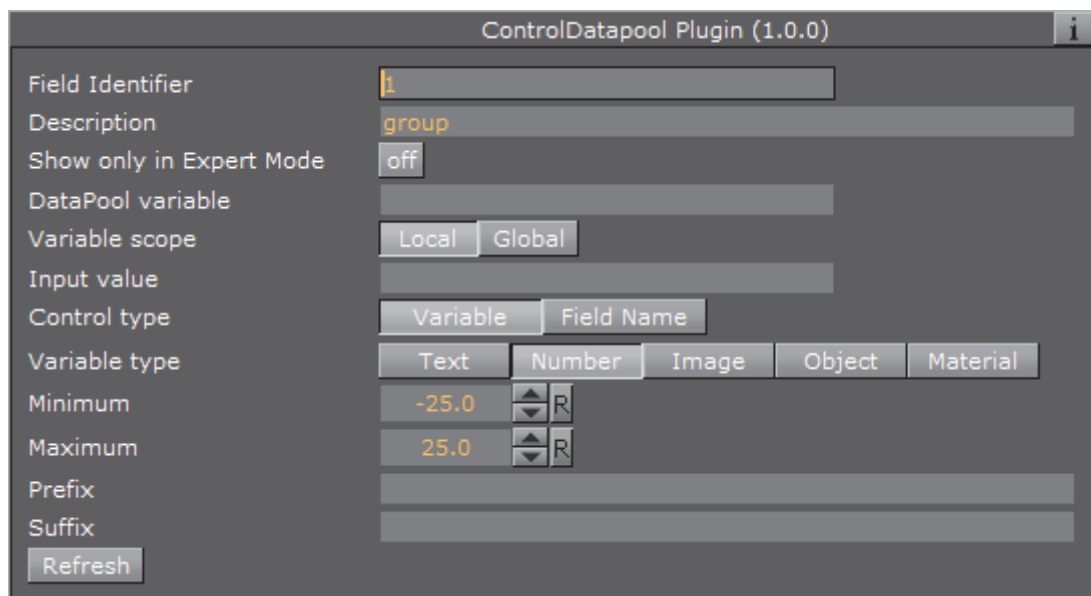 ControlDatapool Plugin (1.0.0) i
Field Identifier 1
Description group
Show only in Expert Mode off
DataPool variable
Variable scope Local Global
Input value
Control type Variable Field Name
Variable type Text Number Image Object Material
Minimum -25.0 R
Maximum 25.0 R
Prefix
Suffix
Refresh